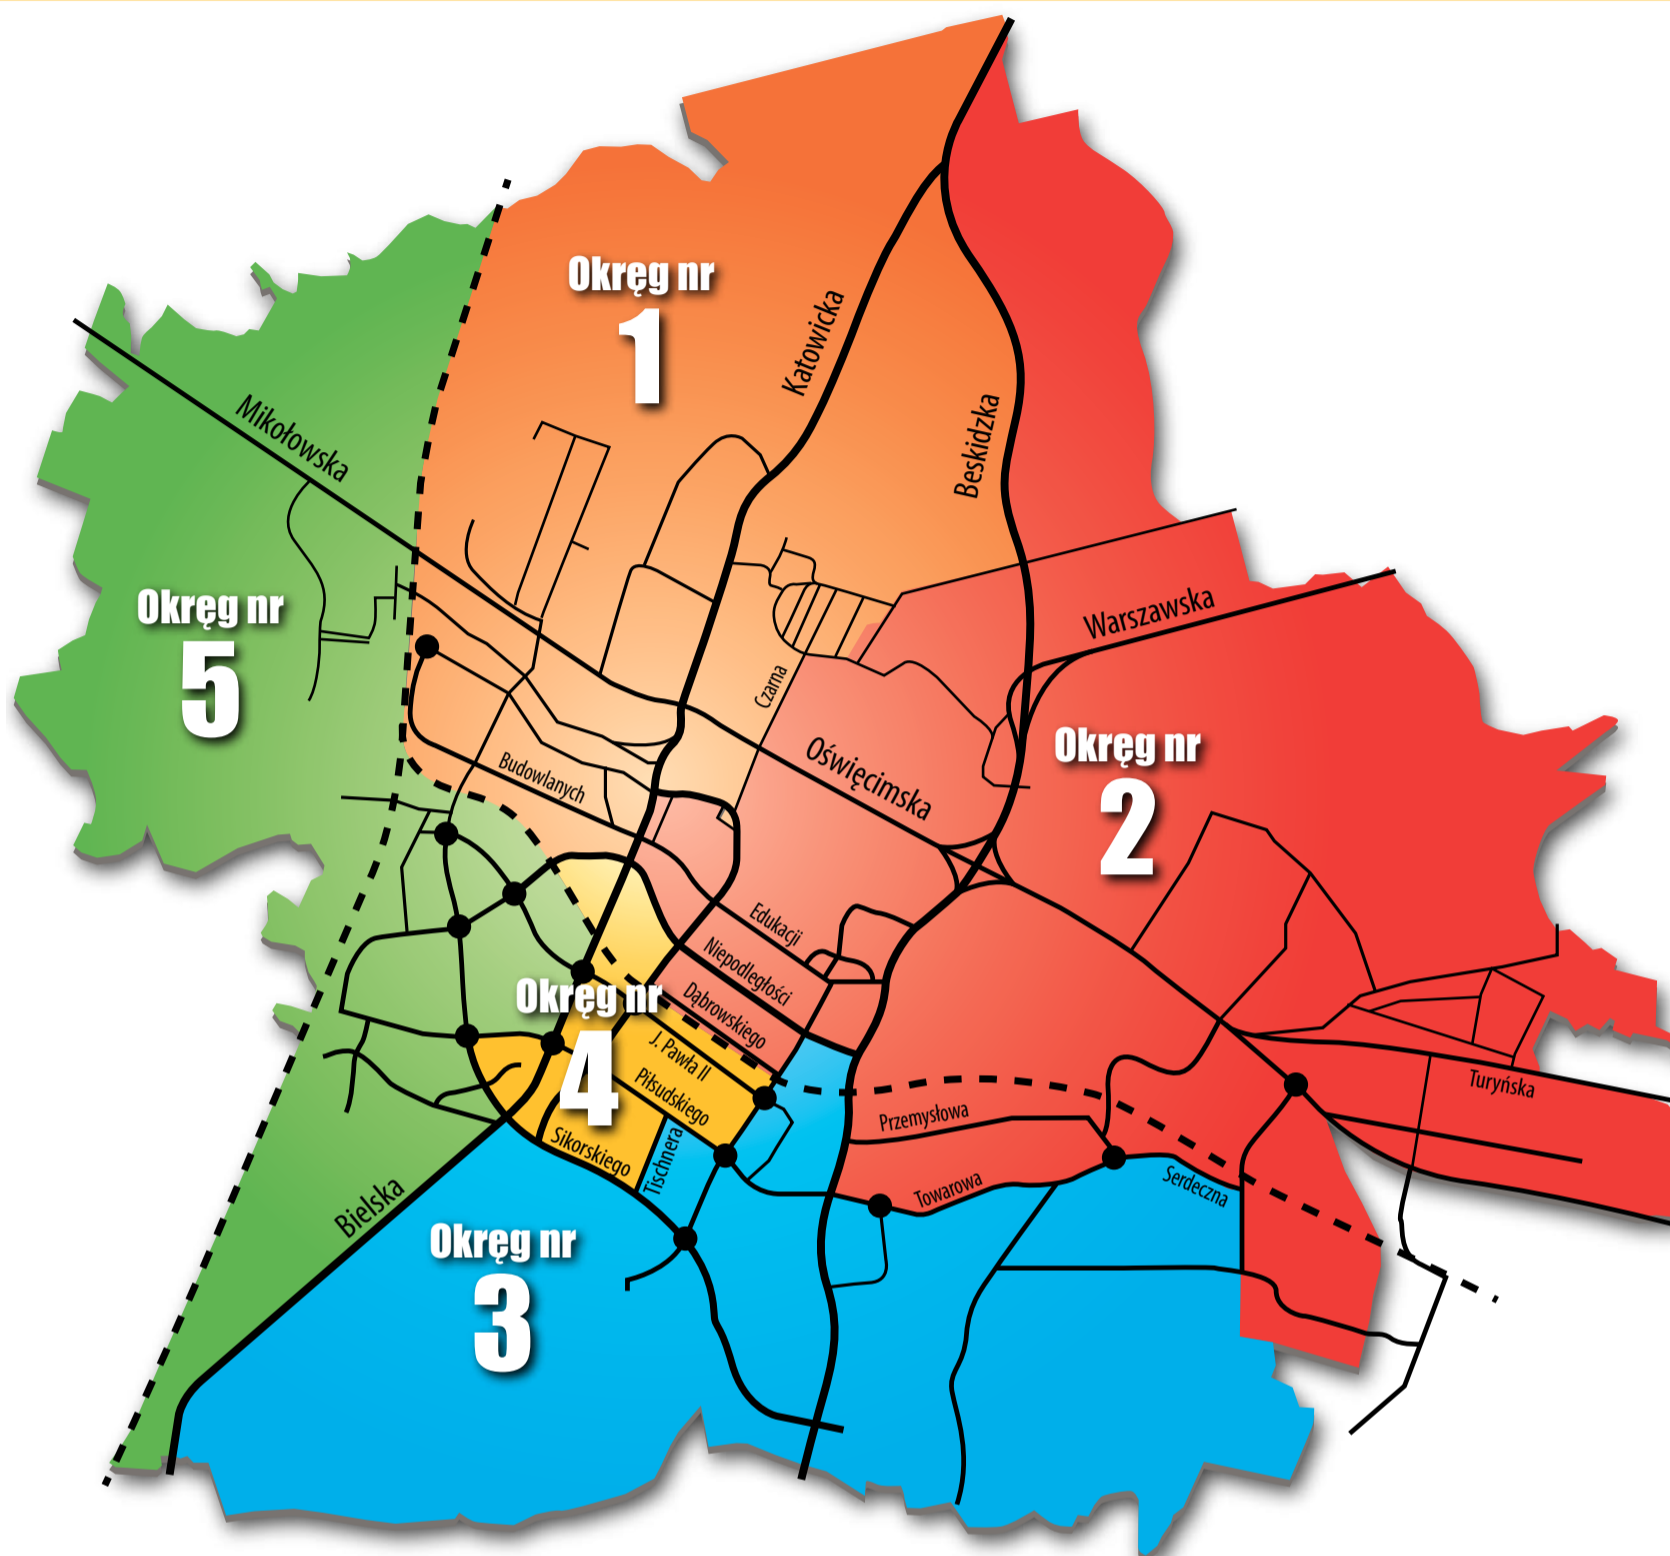 Okręg nr
1
Katowicka
Beskidzka
Mikołowska
Okręg nr
5
Warszawska
Czarna
Oświęcimska
Okręg nr
2
Budowlanych
Edukacji
Niepodległości
Dąbrowskiego
Okręg nr
4
J. Pawła II
Piłsudskiego
Sikorskiego
Tischnera
Przemysłowa
Turyńska
Towarowa
Serdeczna
Bielska
Okręg nr
3